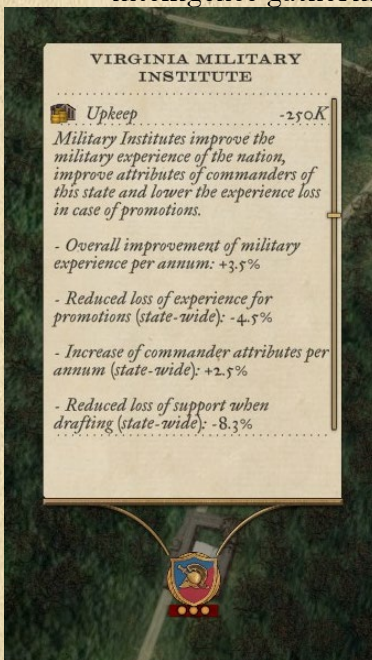 VIRGINIA MILITARY
INSTITUTE
Upkeep -250K
Military Institutes improve the
military experience of the nation,
improve attributes of commanders of
this state and lower the experience loss
in case of promotions.
- Overall improvement of military
experience per annum: +3.5%
- Reduced loss of experience for
promotions (state-wide): -4.5%
- Increase of commander attributes per
annum (state-wide): +2.5%
- Reduced loss of support when
drafting (state-wide): -8.3%